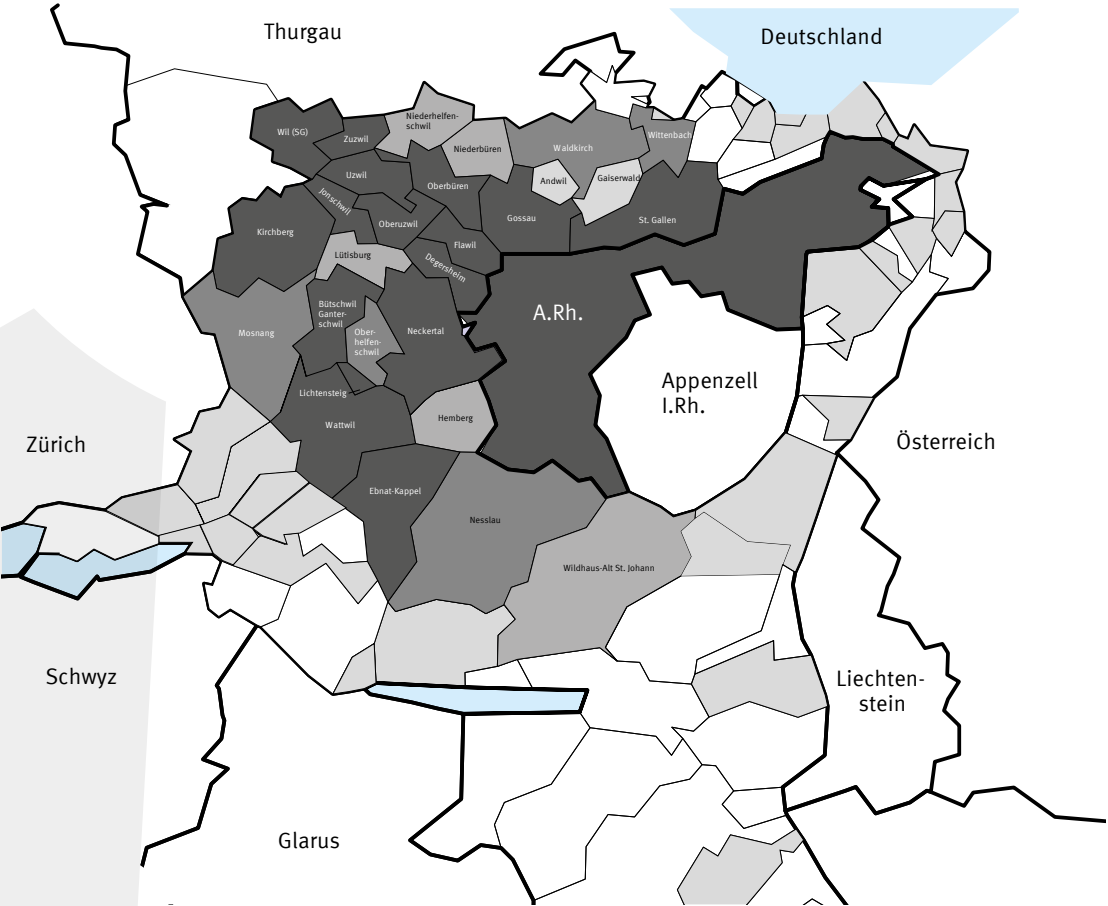 Thurgau
Deutschland
Niederhelfen-
schwil
Wil (SG)
Zuzwil
Niederbüren
Waldkirch
Wittenbach
Uzwil
Oberbüren
Andwil
Gaiserwald
Jonschwil
Gossau
St. Gallen
Kirchberg
Oberuzwil
Flawil
Lütisburg
Degersheim
Bütschwil
Ganter-
schwil
A.Rh.
Mosnang
Ober-
helfen-
schwil
Neckertal
Appenzell
I.Rh.
Lichtensteig
Wattwil
Hemberg
Zürich
Österreich
Ebnat-Kappel
Nesslau
Wildhaus-Alt St. Johann
Schwyz
Liechten-
stein
Glarus